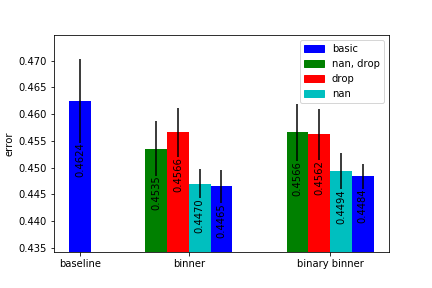 0.470
0.465
0.460
0.455
0.450
0.445
0.440
0.435
error
basic
nan, drop
drop
nan
0.4624
0.4535
0.4566
0.4470
0.4465
0.4566
0.4562
0.4494
0.4484
baseline
binner
binary binner